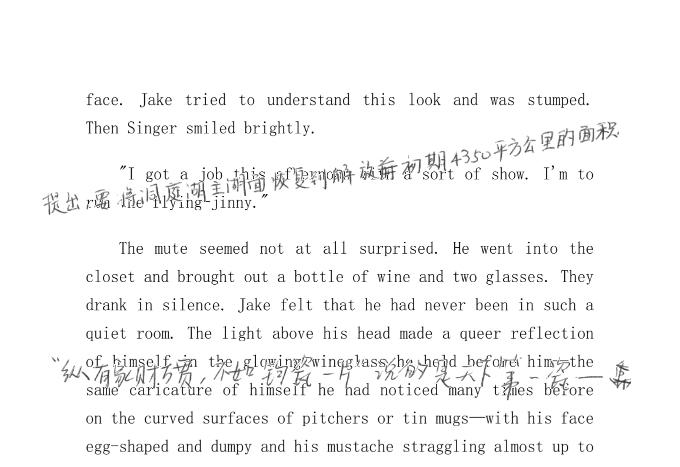 face. Jake tried to understand this look and was stumped.
Then Singer smiled brightly.
"I got a job this afternoon with a sort of show. I'm to
提出,需将洞庭湖主湖面恢复到解放前初期4350平方公里的面积
run the flying-jinny."
The mute seemed not at all surprised. He went into the
closet and brought out a bottle of wine and two glasses. They
drank in silence. Jake felt that he had never been in such a
quiet room. The light above his head made a queer reflection
of himself in the glowing wineglass he held before him—the
“纵有家财万贯,不如钧瓷一片”说的是天下第一瓷——
same caricature of himself he had noticed many times before
on the curved surfaces of pitchers or tin mugs—with his face
egg-shaped and dumpy and his mustache straggling almost up to